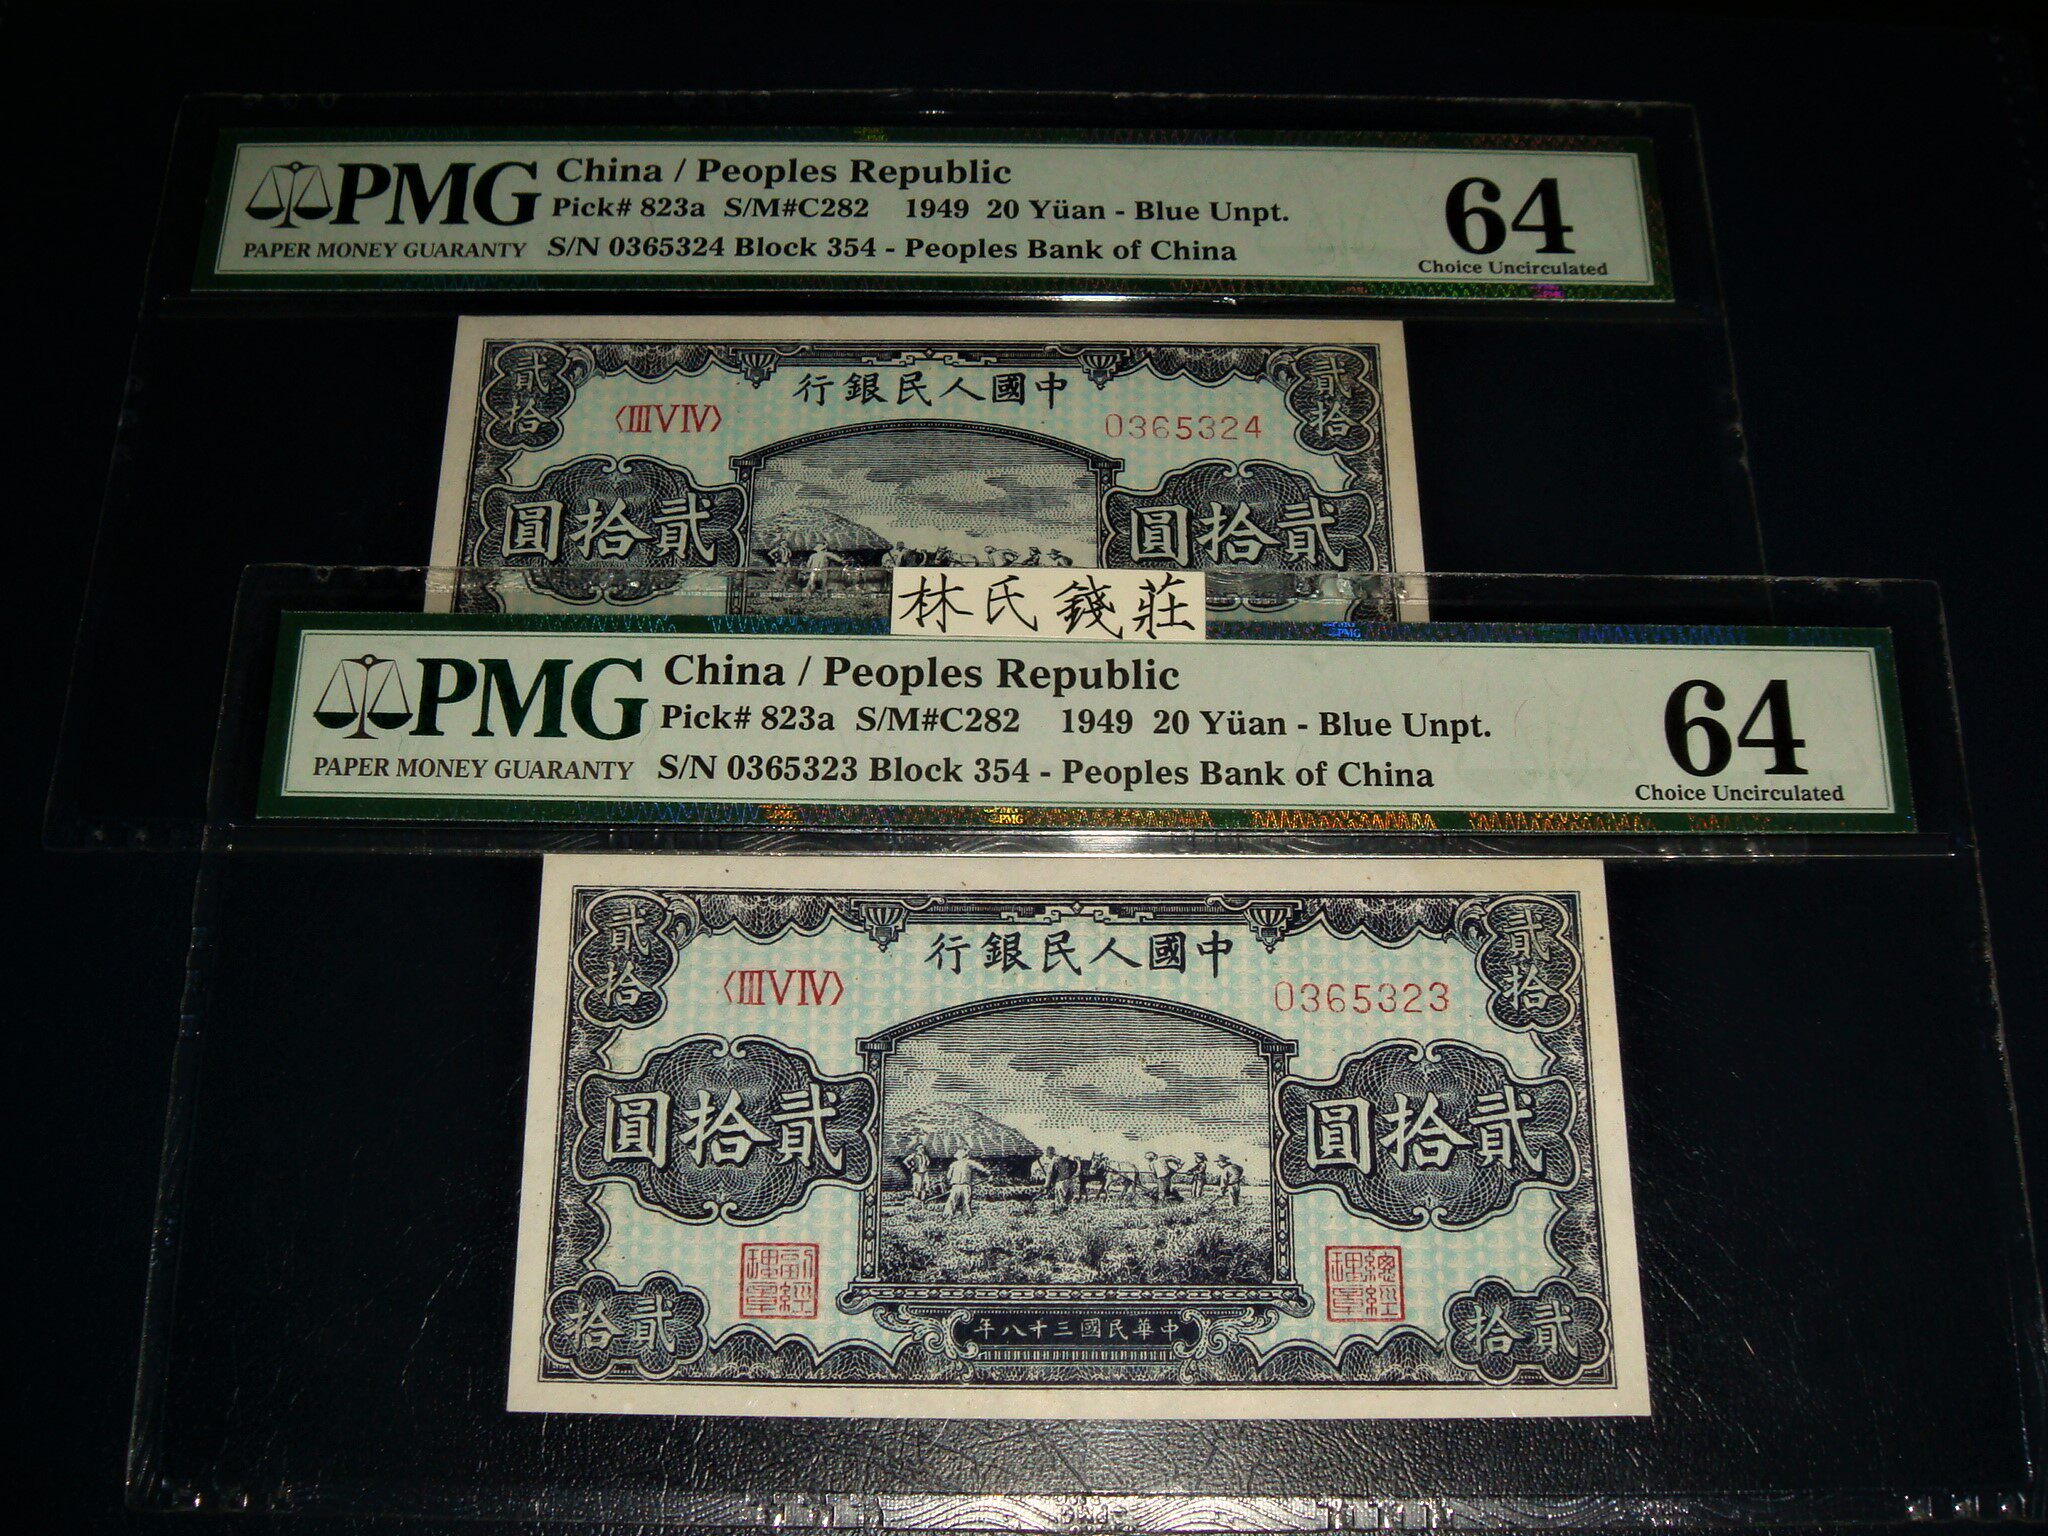 PMG
PAPER MONEY GUARANTY
China / Peoples Republic
Pick# 823a S/M#C282 1949 20 Yüan - Blue Unpt.
S/N 0365324 Block 354 - Peoples Bank of China
64
Choice Uncirculated
行銀民人國中
貳拾
貳拾
〈ⅢⅤⅣ〉
0365324
圓拾貳
圓拾貳
林氏錢莊
PMG
PAPER MONEY GUARANTY
China / Peoples Republic
Pick# 823a S/M#C282 1949 20 Yüan - Blue Unpt.
S/N 0365323 Block 354 - Peoples Bank of China
64
Choice Uncirculated
行銀民人國中
貳拾
貳拾
〈ⅢⅤⅣ〉
0365323
圓拾貳
圓拾貳
副經理章
總經理章
拾貳
年八十三國民華中
拾貳